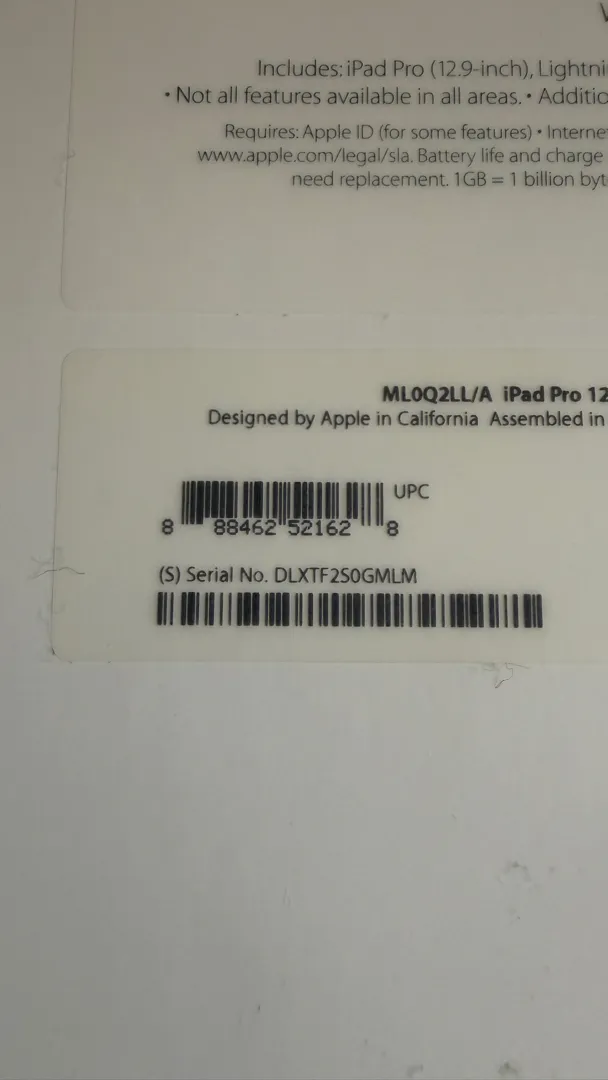 Includes: iPad Pro (12.9-inch), Lightni
• Not all features available in all areas. • Additio
Requires: Apple ID (for some features) • Interne
www.apple.com/legal/sla. Battery life and charge
need replacement. 1GB = 1 billion byt
ML0Q2LL/A iPad Pro 12
Designed by Apple in California Assembled in
UPC
8 88462 52162 8
(S) Serial No. DLXTF2S0GMLM